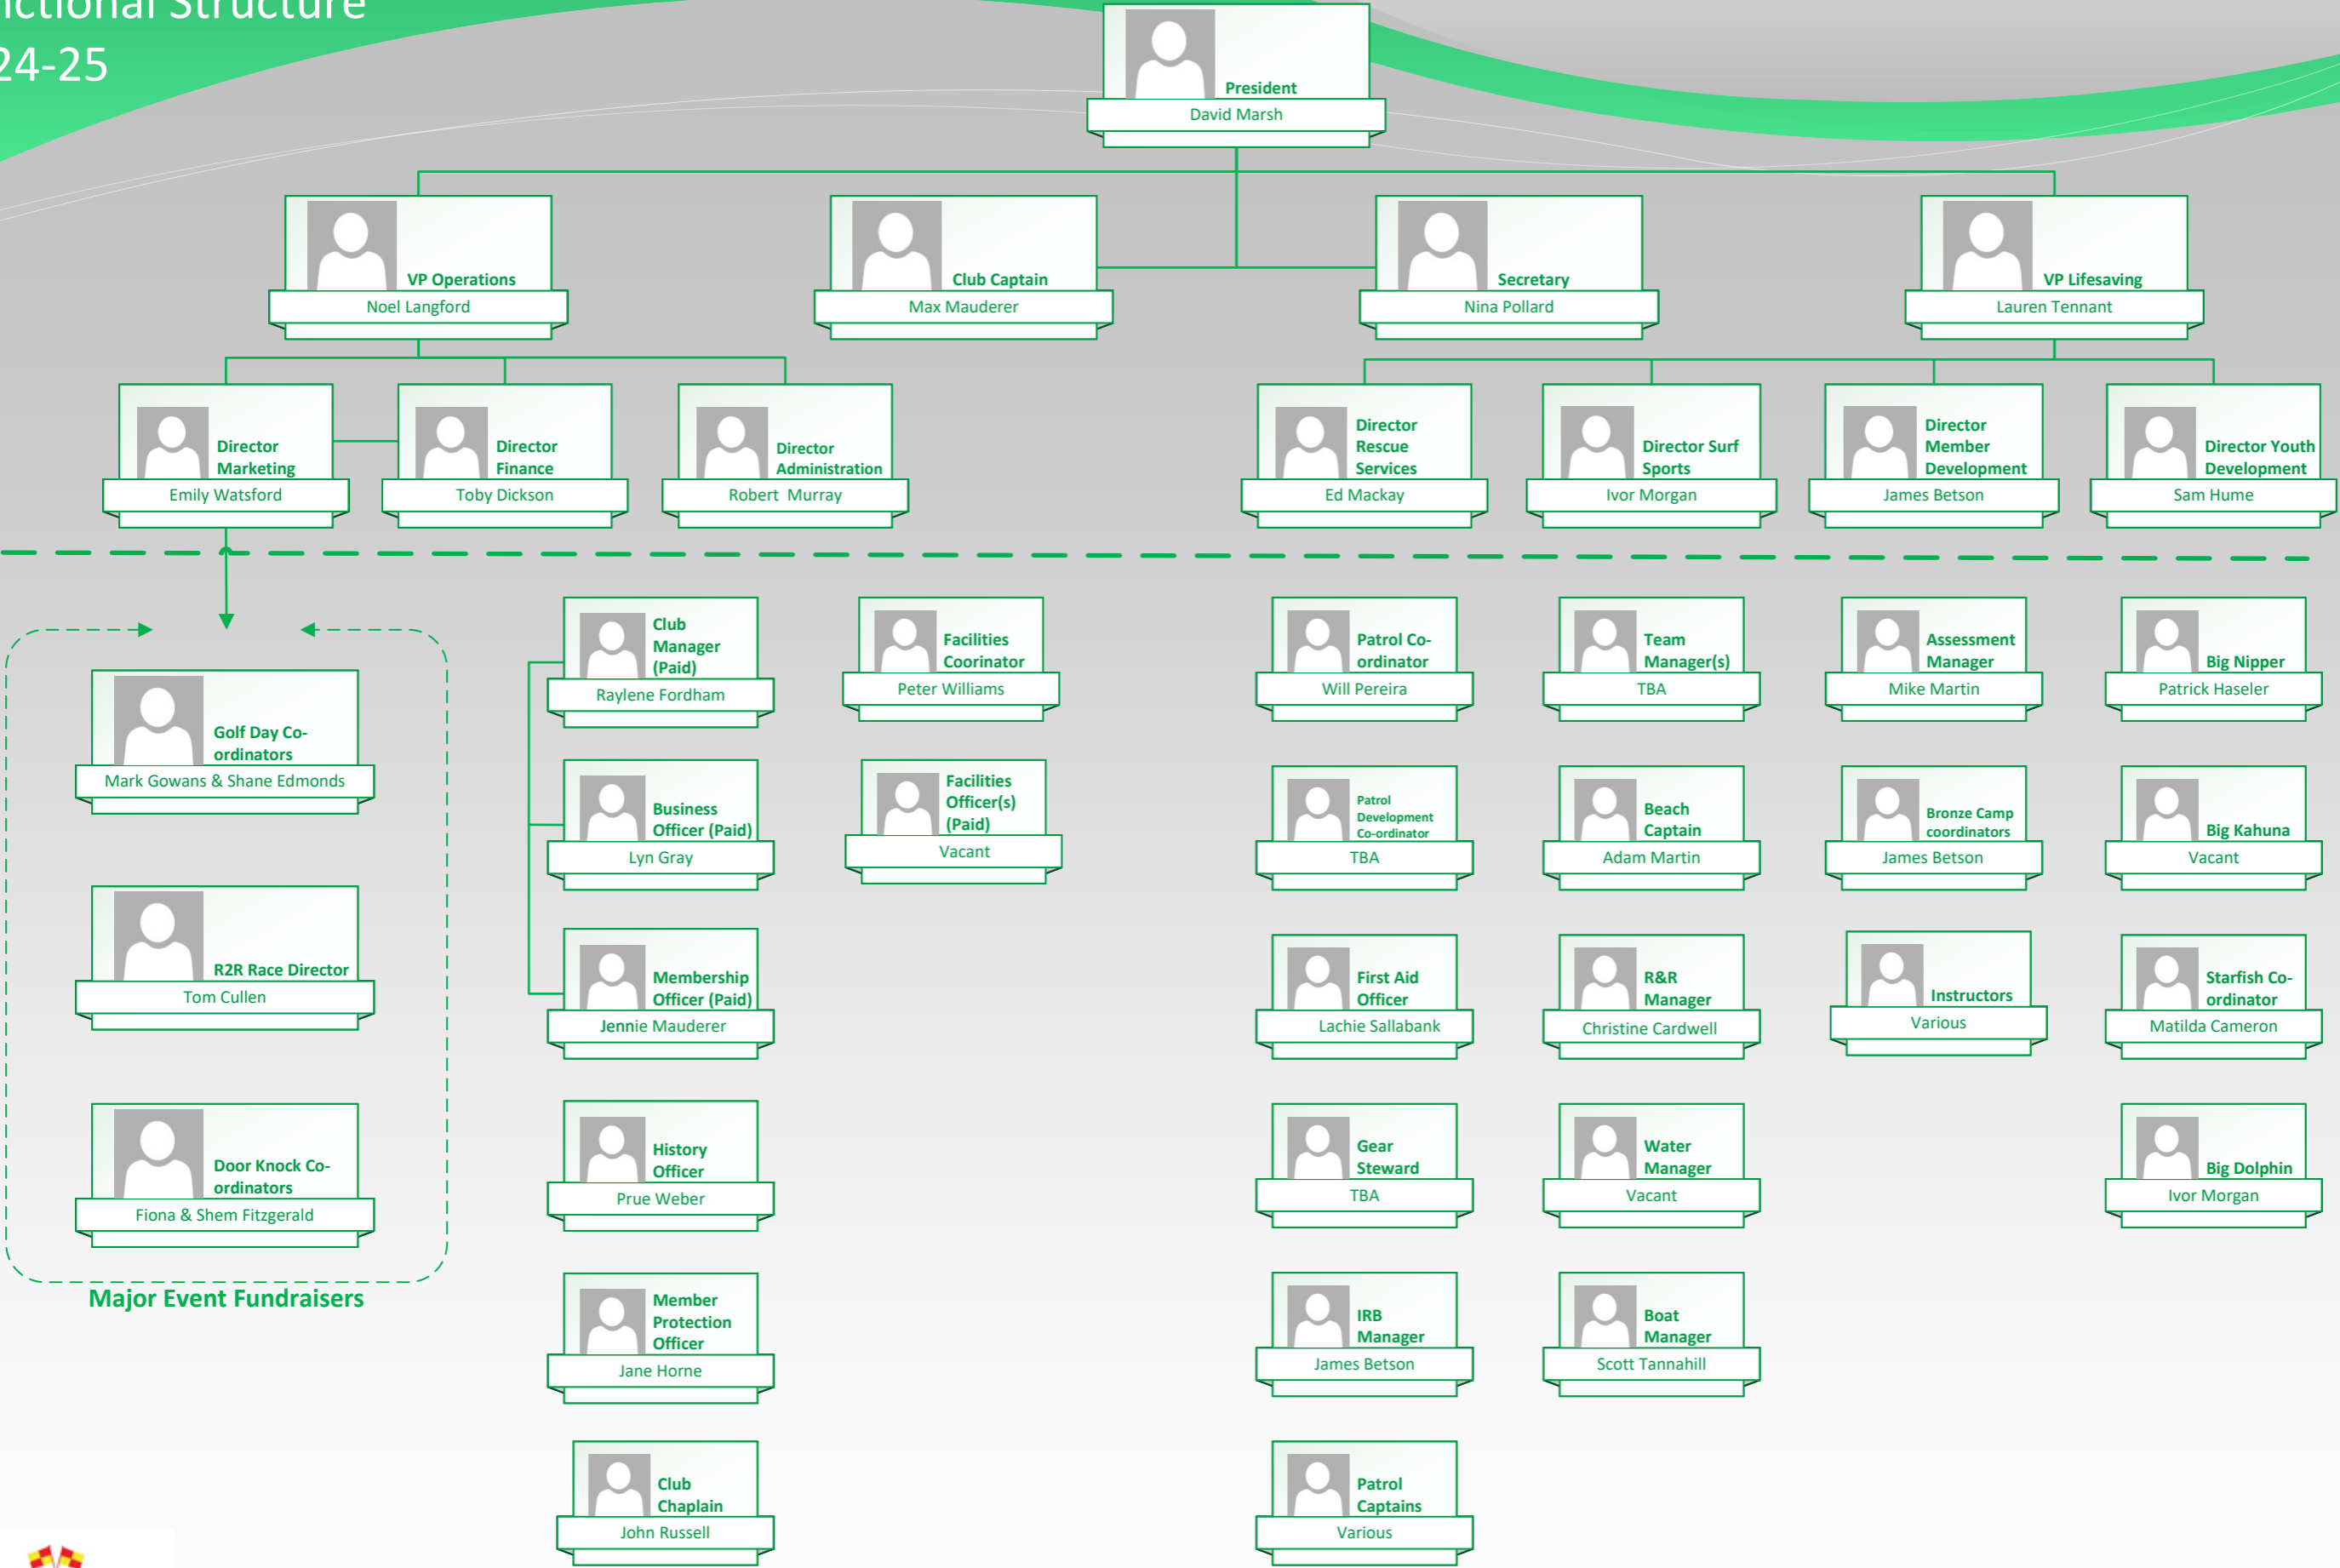 nctional Structure
24-25
President
David Marsh
VP Operations
Noel Langford
Club Captain
Max Mauderer
Secretary
Nina Pollard
VP Lifesaving
Lauren Tennant
Director
Marketing
Emily Watsford
Director
Finance
Toby Dickson
Director
Administration
Robert Murray
Director
Rescue
Services
Ed Mackay
Director Surf
Sports
Ivor Morgan
Director
Member
Development
James Betson
Director Youth
Development
Sam Hume
Golf Day Co-
ordinators
Mark Gowans & Shane Edmonds
R2R Race Director
Tom Cullen
Door Knock Co-
ordinators
Fiona & Shem Fitzgerald
Major Event Fundraisers
Club
Manager
(Paid)
Raylene Fordham
Business
Officer (Paid)
Lyn Gray
Membership
Officer (Paid)
Jennie Mauderer
History
Officer
Prue Weber
Member
Protection
Officer
Jane Horne
Club
Chaplain
John Russell
Facilities
Coorinator
Peter Williams
Facilities
Officer(s)
(Paid)
Vacant
Patrol Co-
ordinator
Will Pereira
Patrol
Development
Co-ordinator
TBA
First Aid
Officer
Lachie Sallabank
Gear
Steward
TBA
IRB
Manager
James Betson
Patrol
Captains
Various
Team
Manager(s)
TBA
Beach
Captain
Adam Martin
R&R
Manager
Christine Cardwell
Water
Manager
Vacant
Boat
Manager
Scott Tannahill
Assessment
Manager
Mike Martin
Bronze Camp
coordinators
James Betson
Instructors
Various
Big Nipper
Patrick Haseler
Big Kahuna
Vacant
Starfish Co-
ordinator
Matilda Cameron
Big Dolphin
Ivor Morgan